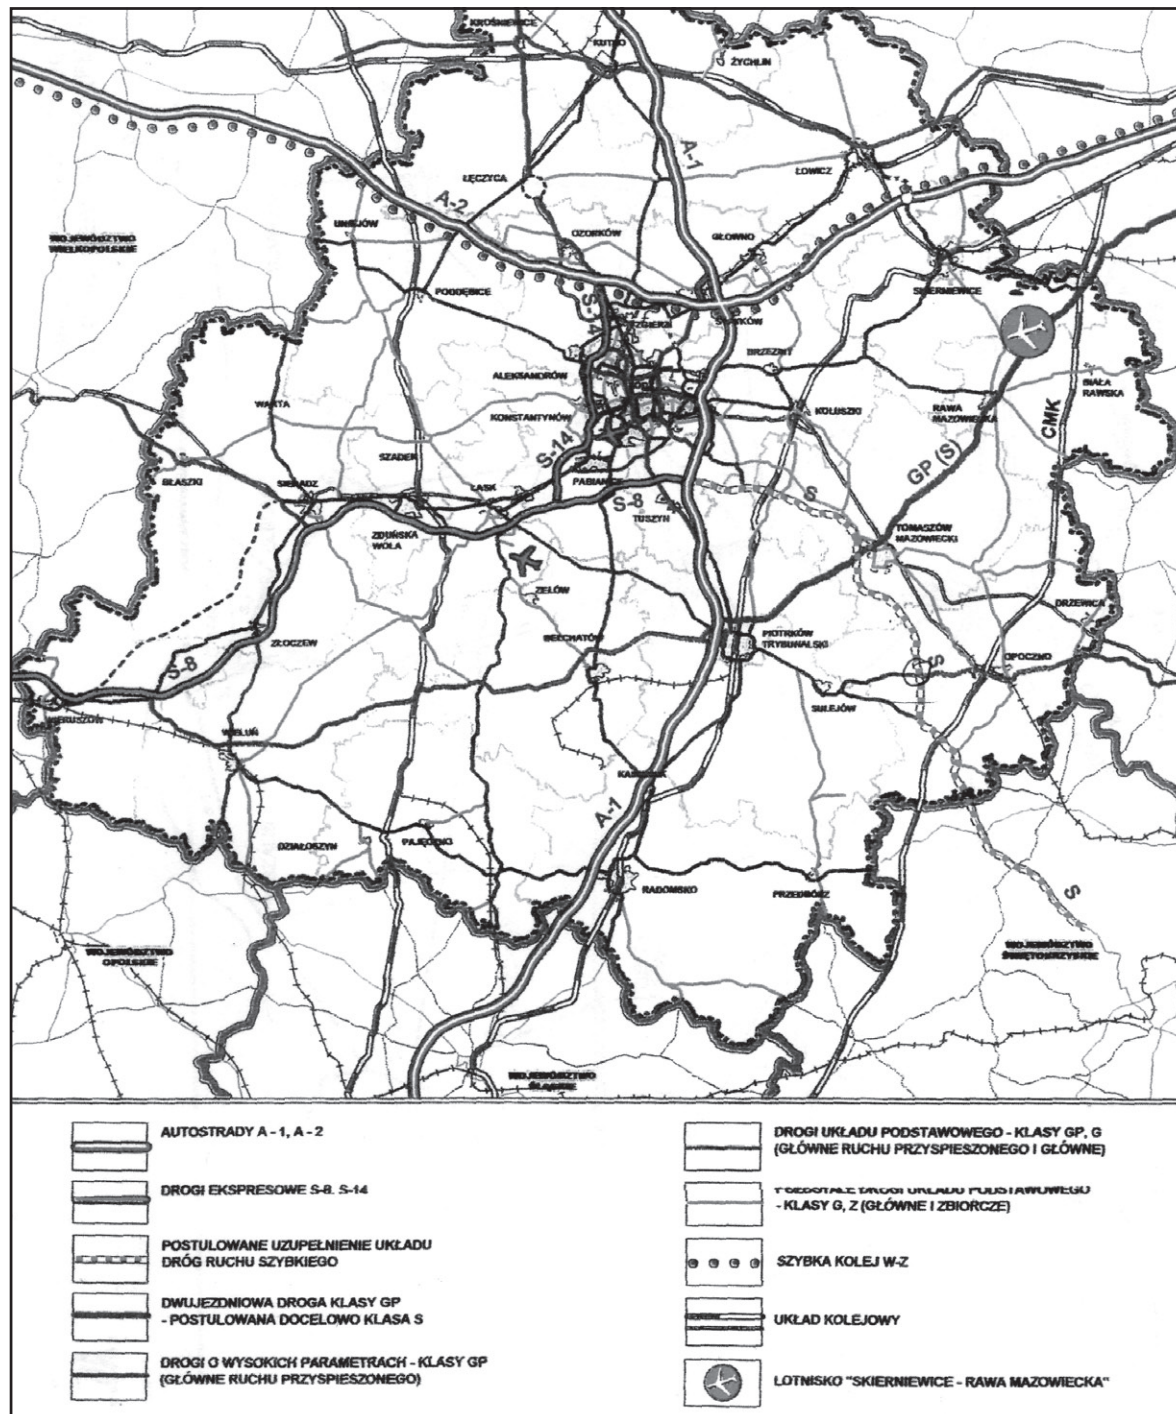 KROŚNIEWICE
KUTNO
ŻYCHLIN
A-1
ŁĘCZYCA
ŁOWICZ
A-2
UNIEJÓW
OZORKÓW
GŁOWNO
WOJEWÓDZTWO
WIELKOPOLSKIE
PODDĘBICE
SKIERNIEWICE
S-14
STRYKÓW
BRZEZINY
ALEKSANDRÓW
BIAŁA
RAWSKA
WARTA
KONSTANTYNÓW
KOLUSZKI
RAWA
MAZOWIECKA
CMK
S-14
GP (S)
SZADEK
BŁASZKI
SIERADZ
ŁASK
PABIANICE
S-8
S
TUSZYN
ZDUŃSKA
WOLA
TOMASZÓW
MAZOWIECKI
ZELÓW
DRZEWICA
ZŁOCZEW
BEŁCHATÓW
PIOTRKÓW
TRYBUNALSKI
S-8
S
OPOCZNO
WIERUSZÓW
SULEJÓW
WIELUŃ
KAMIEŃSK
A-1
DZIAŁOSZYN
PAJĘCZNO
RADOMSKO
PRZEDBÓRZ
S
WOJEWÓDZTWO
OPOLSKIE
WOJEWÓDZTWO
ŚWIĘTOKRZYSKIE
WOJEWÓDZTWO
ŚLĄSKIE
AUTOSTRADY A - 1, A - 2
DROGI EKSPRESOWE S-8, S-14
POSTULOWANE UZUPEŁNIENIE UKŁADU
DRÓG RUCHU SZYBKIEGO
DWUJEZDNIOWA DROGA KLASY GP
- POSTULOWANA DOCELOWO KLASA S
DROGI O WYSOKICH PARAMETRACH - KLASY GP
(GŁÓWNE RUCHU PRZYSPIESZONEGO)
DROGI UKŁADU PODSTAWOWEGO - KLASY GP, G
(GŁÓWNE RUCHU PRZYSPIESZONEGO I GŁÓWNE)
POZOSTAŁE DROGI UKŁADU PODSTAWOWEGO
- KLASY G, Z (GŁÓWNE I ZBIORCZE)
SZYBKA KOLEJ W-Z
UKŁAD KOLEJOWY
LOTNISKO "SKIERNIEWICE - RAWA MAZOWIECKA"